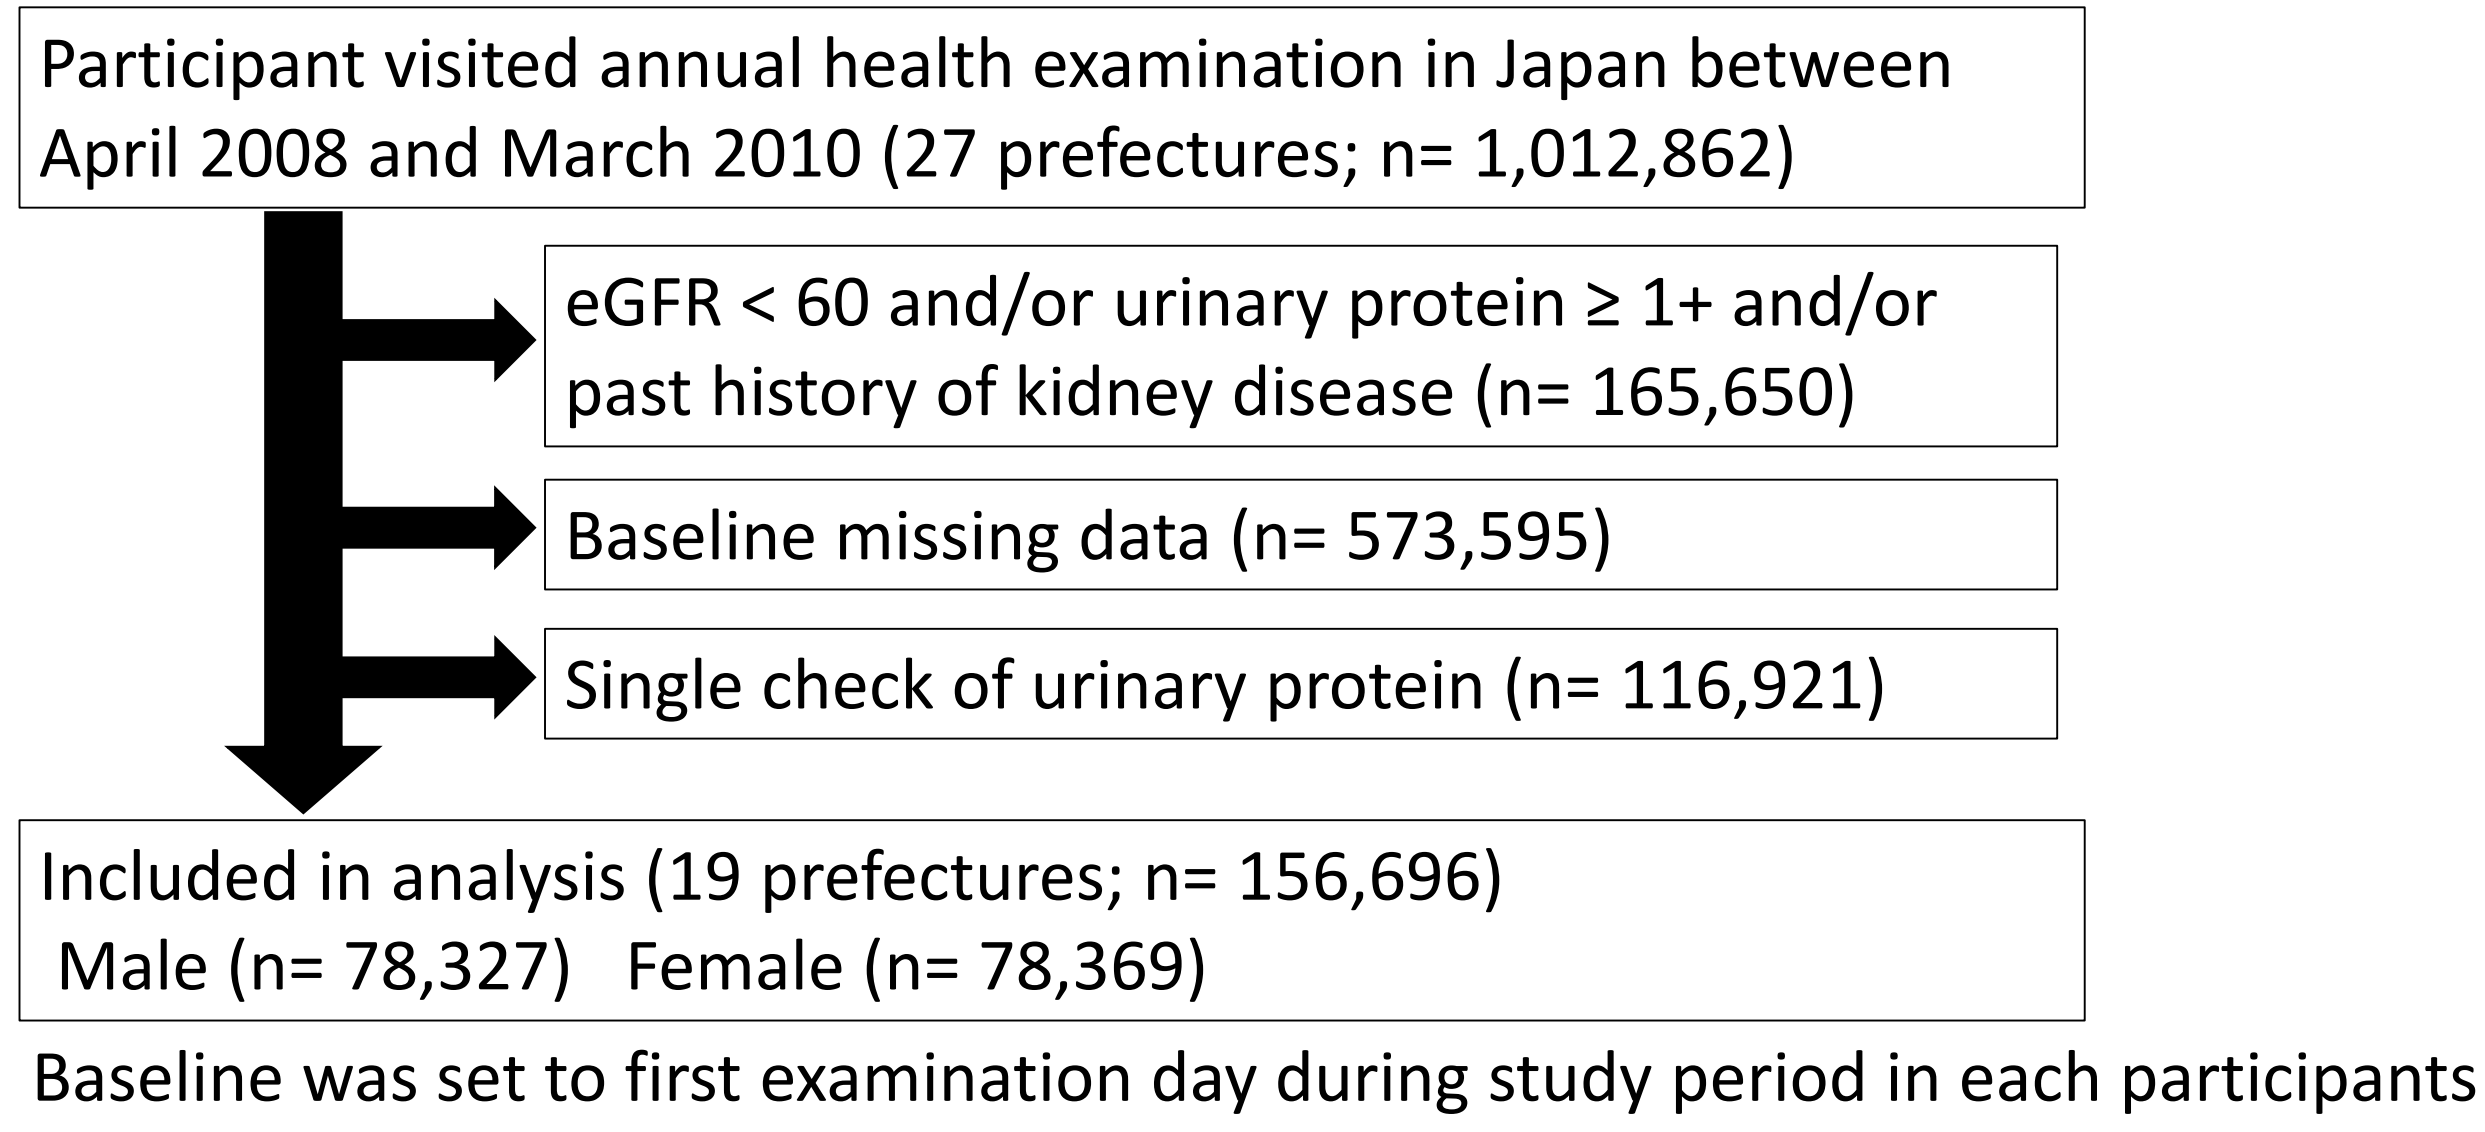 Participant visited annual health examination in Japan between
April 2008 and March 2010 (27 prefectures; n= 1,012,862)
eGFR < 60 and/or urinary protein ≥ 1+ and/or
past history of kidney disease (n= 165,650)
Baseline missing data (n= 573,595)
Single check of urinary protein (n= 116,921)
Included in analysis (19 prefectures; n= 156,696)
Male (n= 78,327)   Female (n= 78,369)
Baseline was set to first examination day during study period in each participants